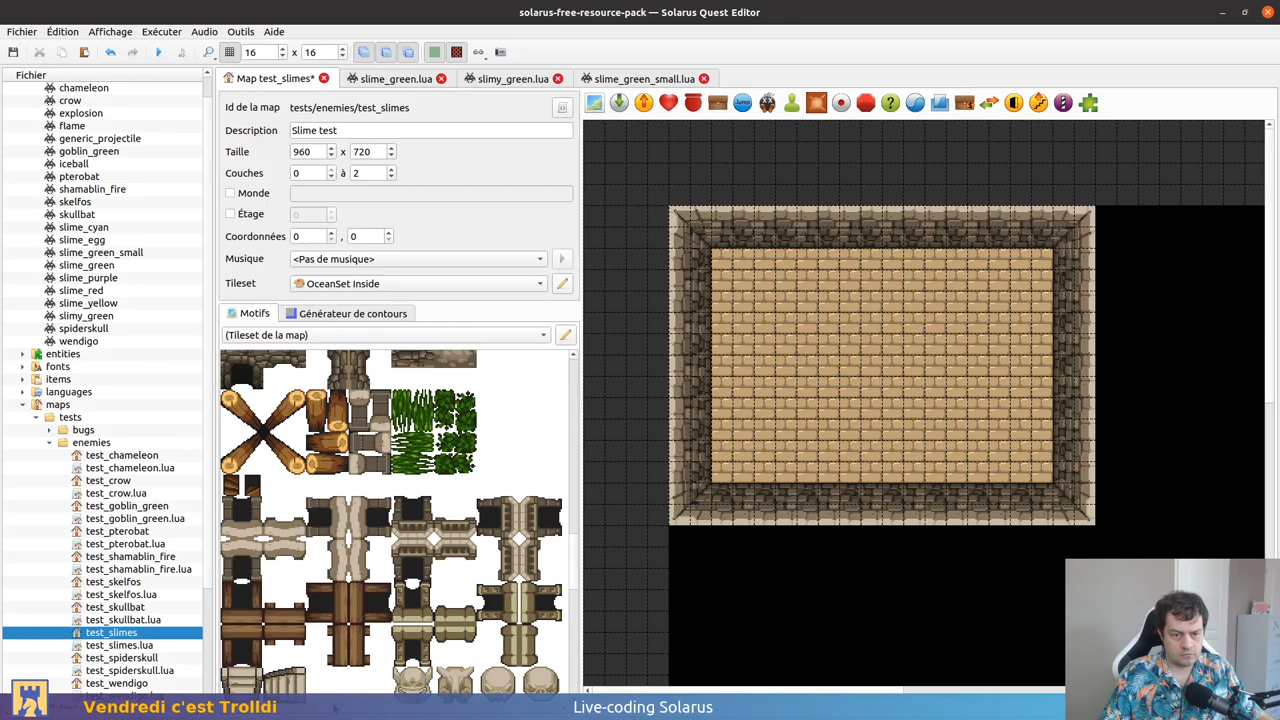 solarus-free-resource-pack — Solarus Quest Editor
Fichier Édition Affichage Exécuter Audio Outils Aide
16 x 16
Fichier
chameleon
crow
explosion
flame
generic_projectile
goblin_green
iceball
pterobat
shamablin_fire
skelfos
skullbat
slime_cyan
slime_egg
slime_green_small
slime_green
slime_purple
slime_red
slime_yellow
slimy_green
spiderskull
wendigo
entities
fonts
items
languages
maps
tests
bugs
enemies
test_chameleon
test_chameleon.lua
test_crow
test_crow.lua
test_goblin_green
test_goblin_green.lua
test_pterobat
test_pterobat.lua
test_shamablin_fire
test_shamablin_fire.lua
test_skelfos
test_skelfos.lua
test_skullbat
test_skullbat.lua
test_slimes
test_slimes.lua
test_spiderskull
test_spiderskull.lua
test_wendigo
Map test_slimes* slime_green.lua slimy_green.lua slime_green_small.lua
Id de la map tests/enemies/test_slimes
Description Slime test
Taille 960 x 720
Couches 0 à 2
Monde
Étage 0
Coordonnées 0 , 0
Musique <Pas de musique>
Tileset OceanSet Inside
Motifs Générateur de contours
(Tileset de la map)
Jump
Vendredi c'est Trolldi Live-coding Solarus